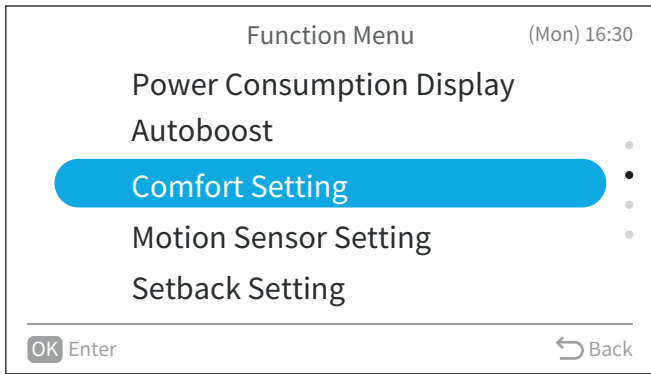 Function Menu (Mon) 16:30
Power Consumption Display
Autoboost
Comfort Setting
Motion Sensor Setting
Setback Setting
OK Enter Back